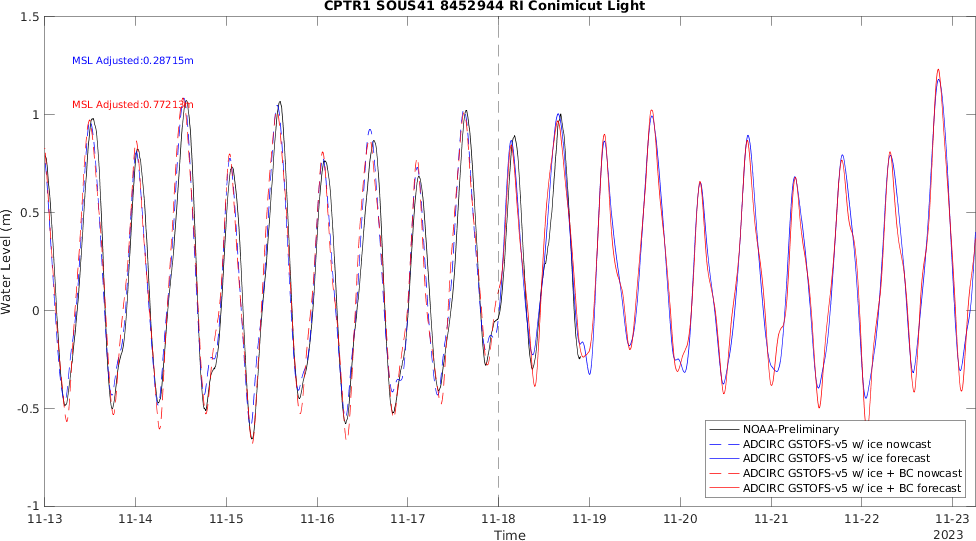 CPTR1 SOUS41 8452944 RI Conimicut Light
1.5
MSL Adjusted:0.28715m
MSL Adjusted:0.77213m
1
0.5
0
-0.5
-1
Water Level (m)
NOAA-Preliminary
ADCIRC GSTOFS-v5 w/ ice nowcast
ADCIRC GSTOFS-v5 w/ ice forecast
ADCIRC GSTOFS-v5 w/ ice + BC nowcast
ADCIRC GSTOFS-v5 w/ ice + BC forecast
11-13 11-14 11-15 11-16 11-17 11-18 11-19 11-20 11-21 11-22 11-23
Time
2023